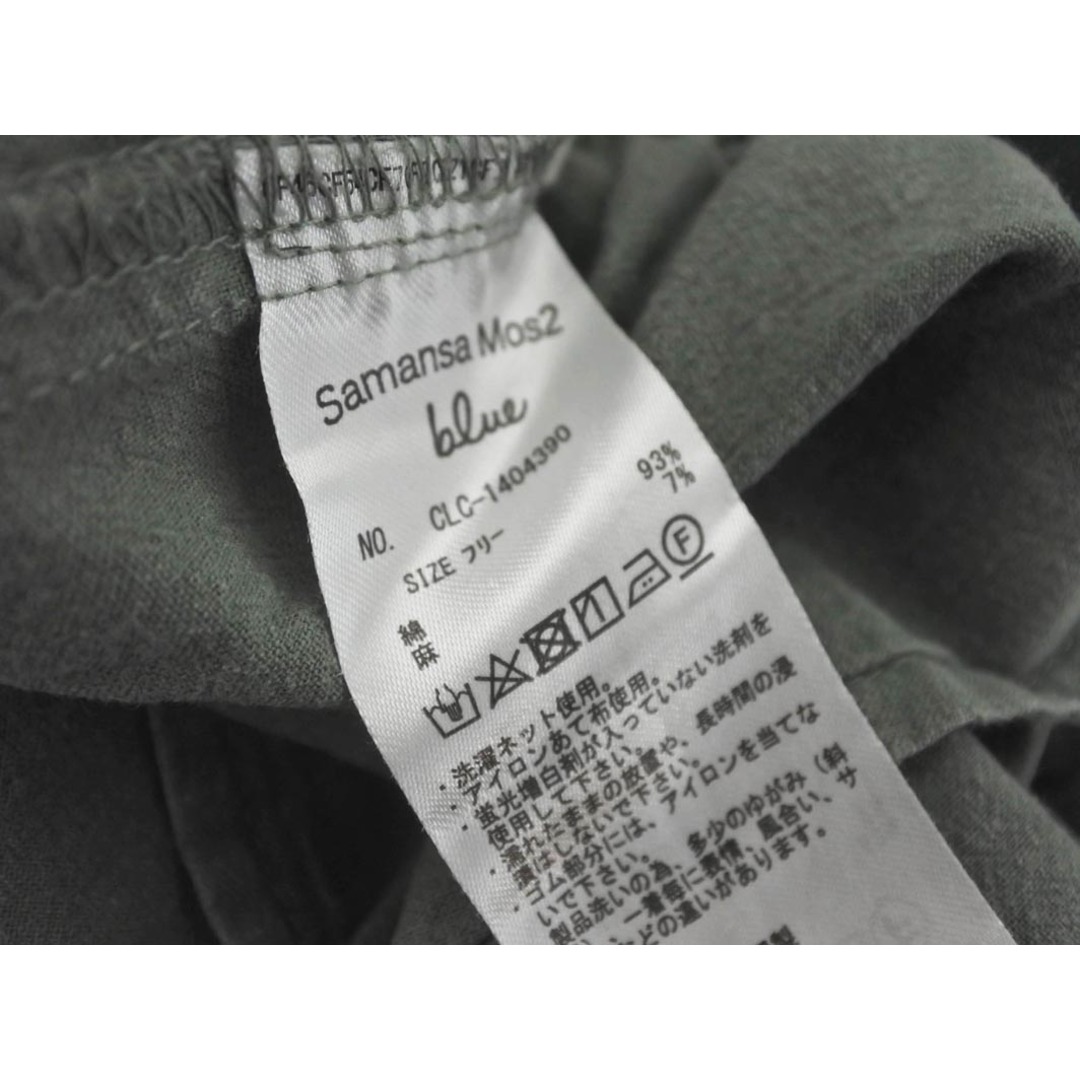 Samansa Mos2
blue
NO. CLC-1404390
SIZE フリー
綿 93%
麻 7%
F
・洗濯ネット使用。
・アイロンあて布使用。
・蛍光増白剤が入っていない洗剤を
使用して下さい。
・濡れたままの放置や、長時間の浸
漬はしないで下さい。
・ゴム部分には、アイロンを当てな
いで下さい。
製品洗いの為、多少のゆがみ(斜
、一着毎に表情、風合い、サ
などの違いがあります。
製